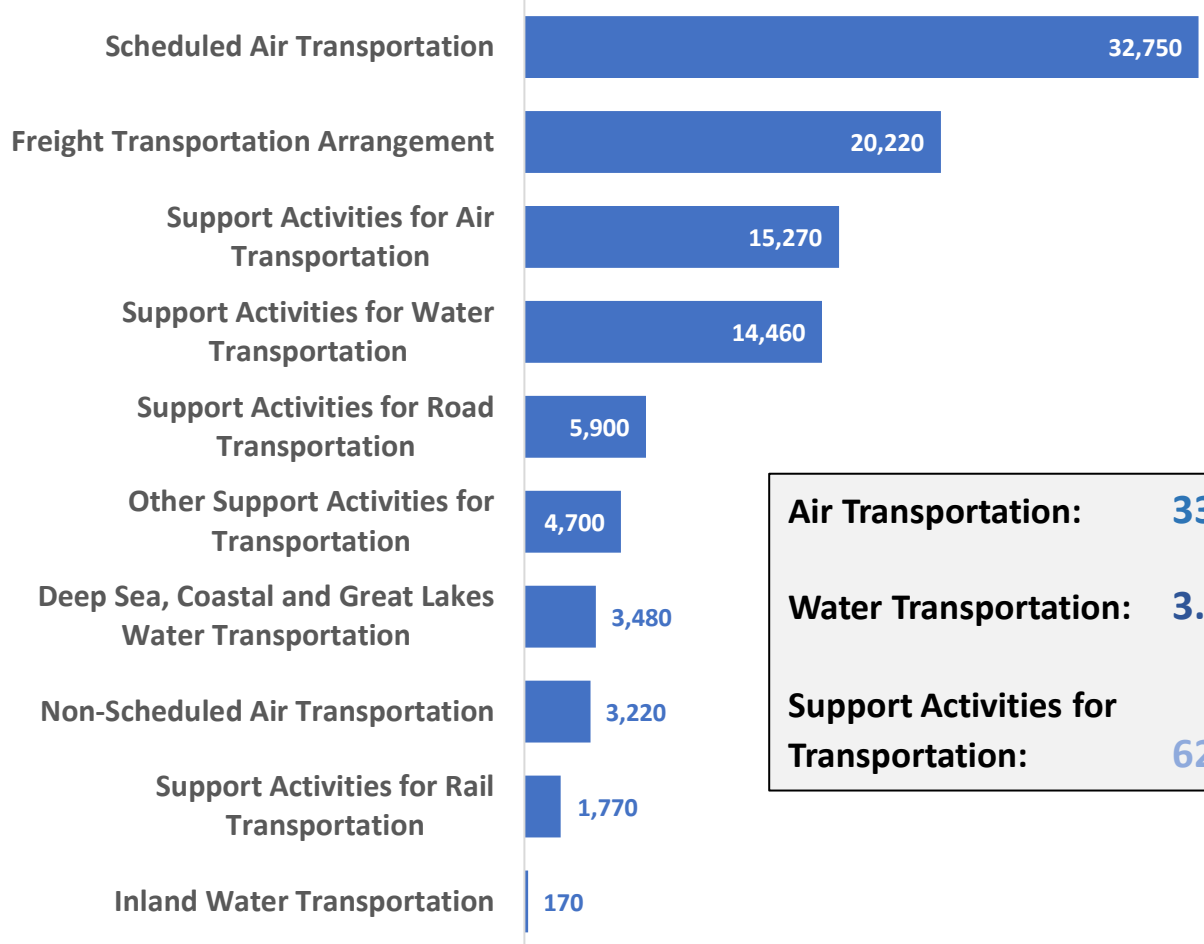 Scheduled Air Transportation
32,750
Freight Transportation Arrangement
20,220
Support Activities for Air
Transportation
15,270
Support Activities for Water
Transportation
14,460
Support Activities for Road
Transportation
5,900
Other Support Activities for
Transportation
4,700
Deep Sea, Coastal and Great Lakes
Water Transportation
3,480
Non-Scheduled Air Transportation
3,220
Support Activities for Rail
Transportation
1,770
Inland Water Transportation
170
Air Transportation: 33
Water Transportation: 3.
Support Activities for
Transportation: 62